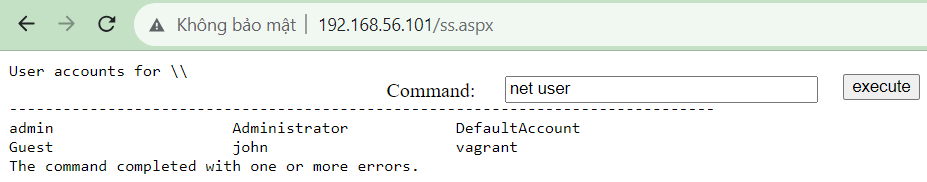 Không bảo mật | 192.168.56.101/ss.aspx
User accounts for \\
Command: net user execute
-------------------------------------------------------------------------------
admin Administrator DefaultAccount
Guest john vagrant
The command completed with one or more errors.